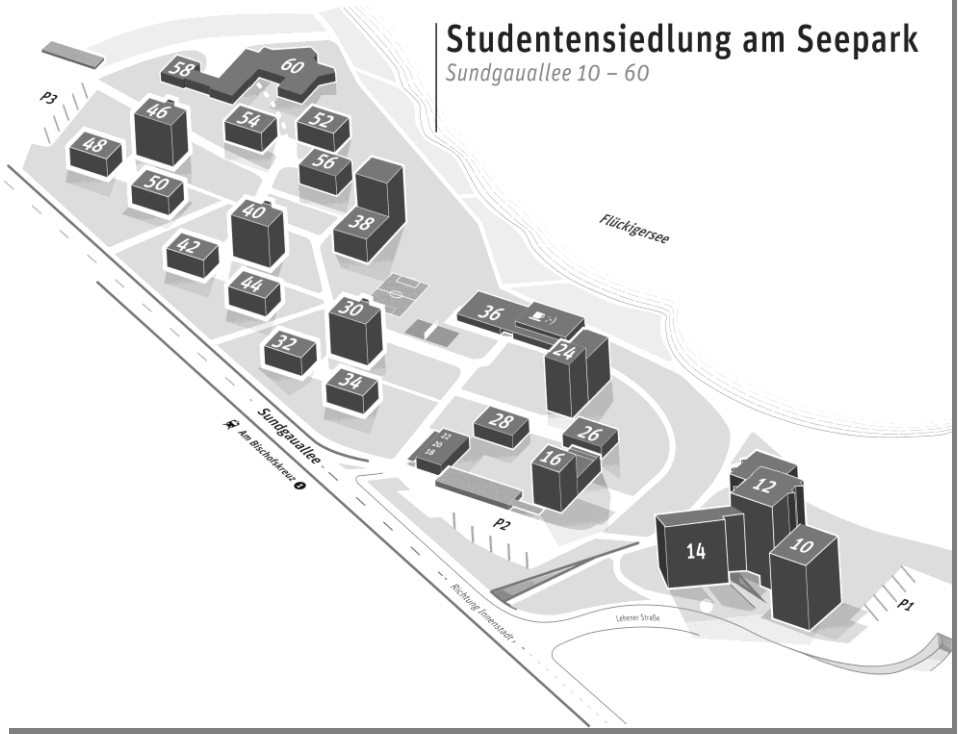 Studentensiedlung am Seepark
Sundgauallee 10 – 60
58
60
P3
46
54
52
48
56
50
40
38
Flückigersee
42
44
30
36
:-)
24
32
34
Sundgauallee
28
26
22
20
18
16
Am Bischofskreuz
12
P2
14
10
Richtung Innenstadt ›
Lehener Straße
P1